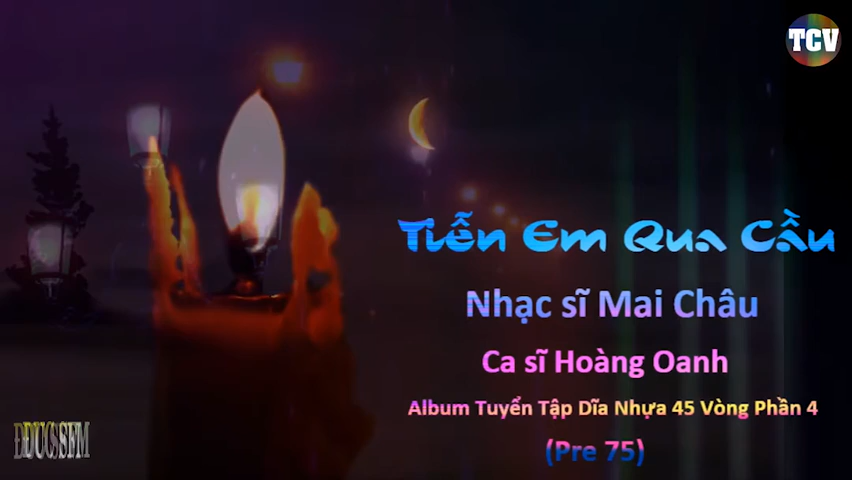 TCV
Tiễn Em Qua Cầu
Nhạc sĩ Mai Châu
Ca sĩ Hoàng Oanh
Album Tuyển Tập Dĩa Nhựa 45 Vòng Phần 4
(Pre 75)